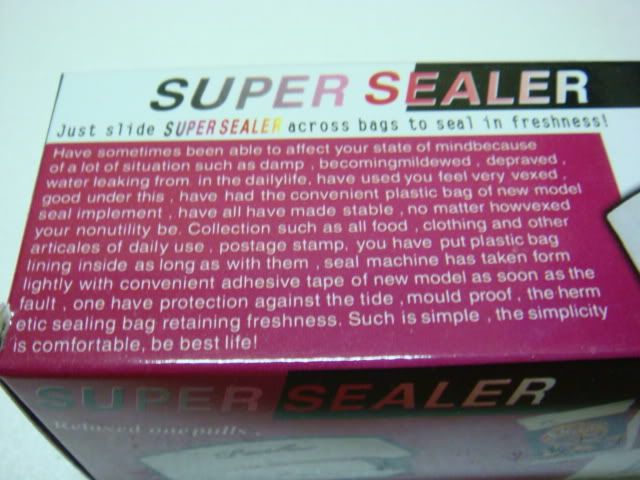 SUPER SEALER
Just slide SUPER SEALER across bags to seal in freshness!
Have sometimes been able to affect your state of mindbecause
of a lot of situation such as damp , becomingmildewed , depraved ,
water leaking from in the dailylife, have used you feel very vexed ,
good under this , have had the convenient plastic bag of new model
seal implement , have all have made stable , no matter howvexed
your nonutility be. Collection such as all food , clothing and other
articales of daily use , postage stamp, you have put plastic bag
lining inside as long as with them , seal machine has taken form
lightly with convenient adhesive tape of new model as soon as the
fault , one have protection against the tide , mould proof , the herm
etic sealing bag retaining freshness. Such is simple , the simplicity
is comfortable, be best life!
SUPER SEALER
Relaxed one pulls .